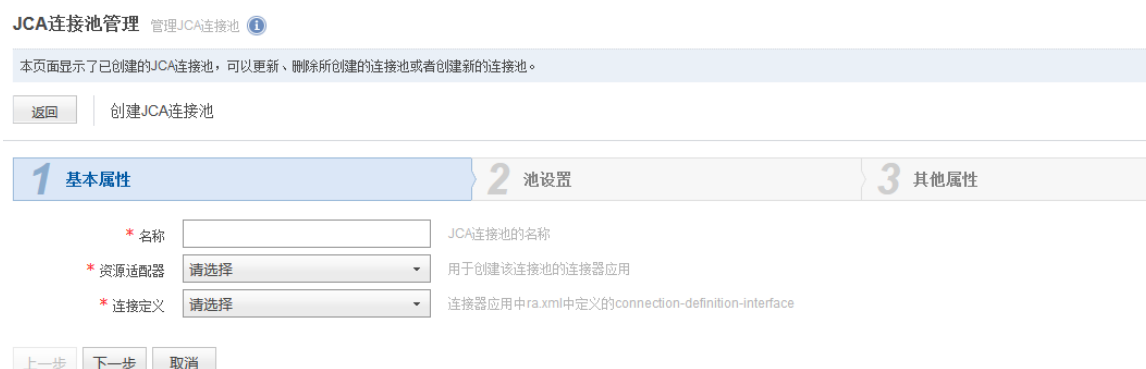 JCA连接池管理 管理JCA连接池
本页面显示了已创建的JCA连接池，可以更新、删除所创建的连接池或者创建新的连接池。
返回 创建JCA连接池
1 基本属性 2 池设置 3 其他属性
* 名称 JCA连接池的名称
* 资源适配器 请选择 用于创建该连接池的连接器应用
* 连接定义 请选择 连接器应用中ra.xml中定义的connection-definition-interface
上一步 下一步 取消